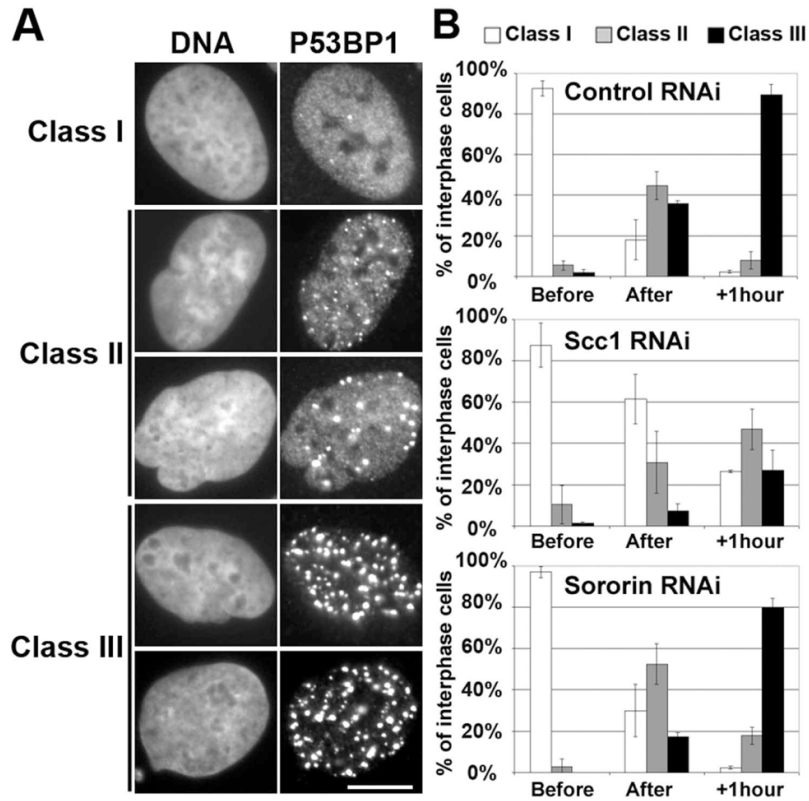 A
DNA P53BP1
Class I
Class II
Class III
B
Class I Class II Class III
Control RNAi
% of interphase cells
100%
80%
60%
40%
20%
0%
Before After +1hour
Scc1 RNAi
% of interphase cells
100%
80%
60%
40%
20%
0%
Before After +1hour
Sororin RNAi
% of interphase cells
100%
80%
60%
40%
20%
0%
Before After +1hour